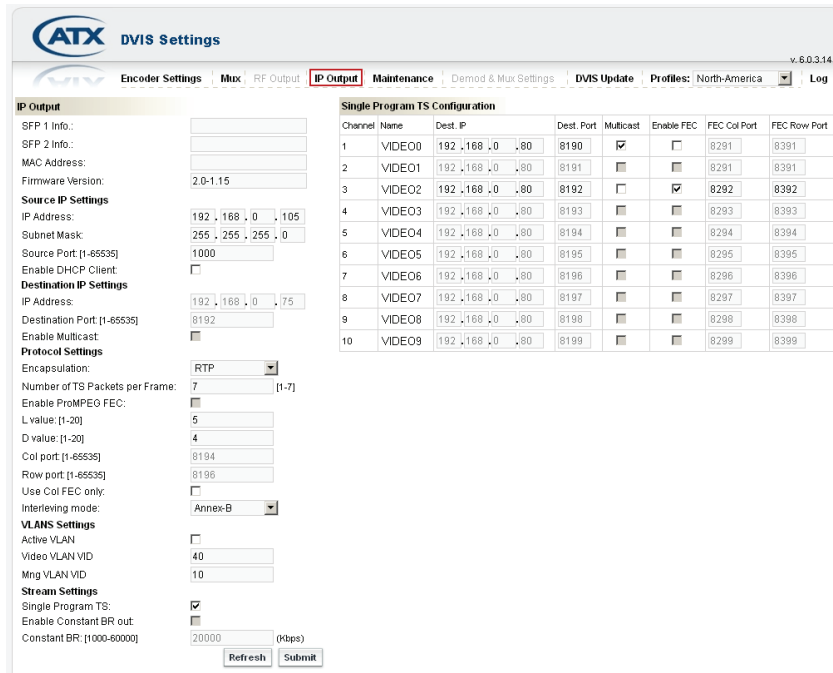 ATX DVIS Settings
v. 6.0.3.14
Encoder Settings Mux RF Output IP Output Maintenance Demod & Mux Settings DVIS Update Profiles: North-America Log
IP Output
SFP 1 Info.:
SFP 2 Info.:
MAC Address:
Firmware Version: 2.0-1.15
Source IP Settings
IP Address: 192 . 168 . 0 . 105
Subnet Mask: 255 . 255 . 255 . 0
Source Port: [1-65535] 1000
Enable DHCP Client:
Destination IP Settings
IP Address: 192 . 168 . 0 . 75
Destination Port: [1-65535] 8192
Enable Multicast:
Protocol Settings
Encapsulation: RTP
Number of TS Packets per Frame: 7 [1-7]
Enable ProMPEG FEC:
L value: [1-20] 5
D value: [1-20] 4
Col port: [1-65535] 8194
Row port: [1-65535] 8196
Use Col FEC only:
Interleving mode: Annex-B
VLANS Settings
Active VLAN
Video VLAN VID 40
Mng VLAN VID 10
Stream Settings
Single Program TS:
Enable Constant BR out:
Constant BR: [1000-60000] 20000 (Kbps)
Refresh Submit
Single Program TS Configuration
Channel Name Dest. IP Dest. Port Multicast Enable FEC FEC Col Port FEC Row Port
1 VIDEO0 192 . 168 . 0 . 80 8190 8291 8391
2 VIDEO1 192 . 168 . 0 . 80 8191 8291 8391
3 VIDEO2 192 . 168 . 0 . 80 8192 8292 8392
4 VIDEO3 192 . 168 . 0 . 80 8193 8293 8393
5 VIDEO4 192 . 168 . 0 . 80 8194 8294 8394
6 VIDEO5 192 . 168 . 0 . 80 8195 8295 8395
7 VIDEO6 192 . 168 . 0 . 80 8196 8296 8396
8 VIDEO7 192 . 168 . 0 . 80 8197 8297 8397
9 VIDEO8 192 . 168 . 0 . 80 8198 8298 8398
10 VIDEO9 192 . 168 . 0 . 80 8199 8299 8399